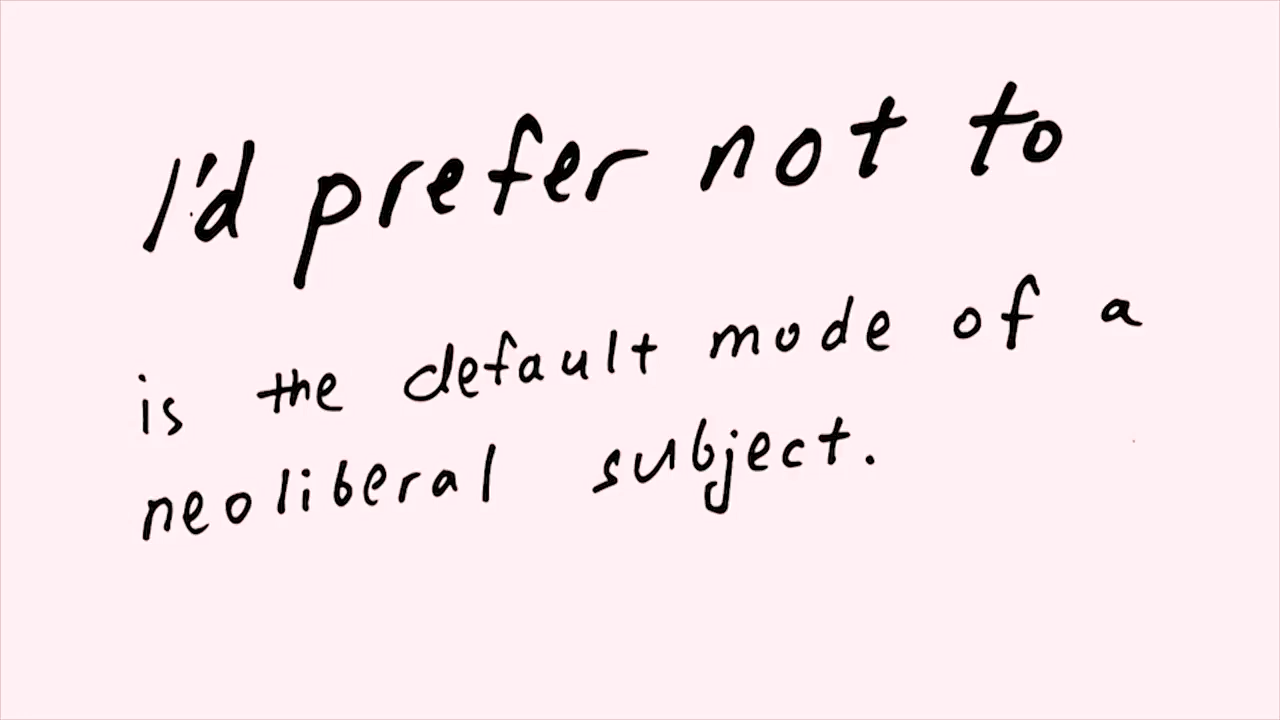 I'd prefer not to
is the default mode of a
neoliberal subject.